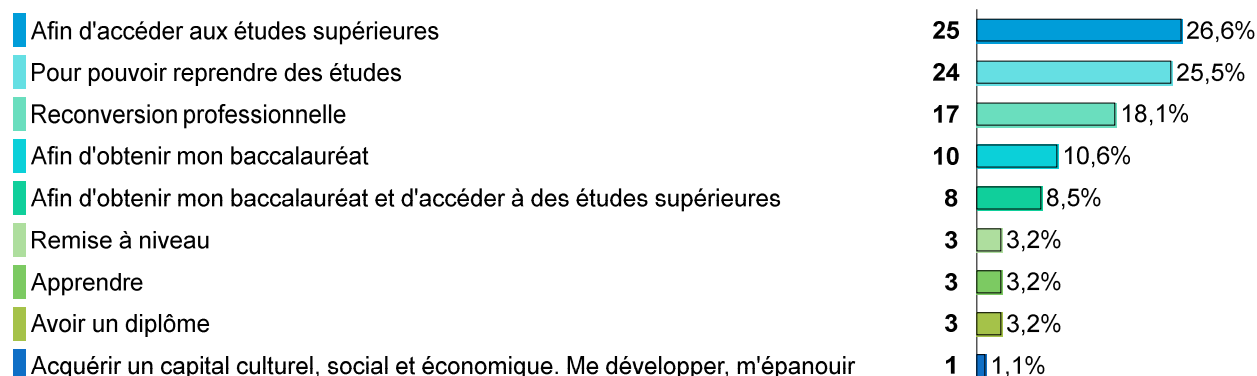 Afin d'accéder aux études supérieures 25 26,6%
Pour pouvoir reprendre des études 24 25,5%
Reconversion professionnelle 17 18,1%
Afin d'obtenir mon baccalauréat 10 10,6%
Afin d'obtenir mon baccalauréat et d'accéder à des études supérieures 8 8,5%
Remise à niveau 3 3,2%
Apprendre 3 3,2%
Avoir un diplôme 3 3,2%
Acquérir un capital culturel, social et économique. Me développer, m'épanouir 1 1,1%